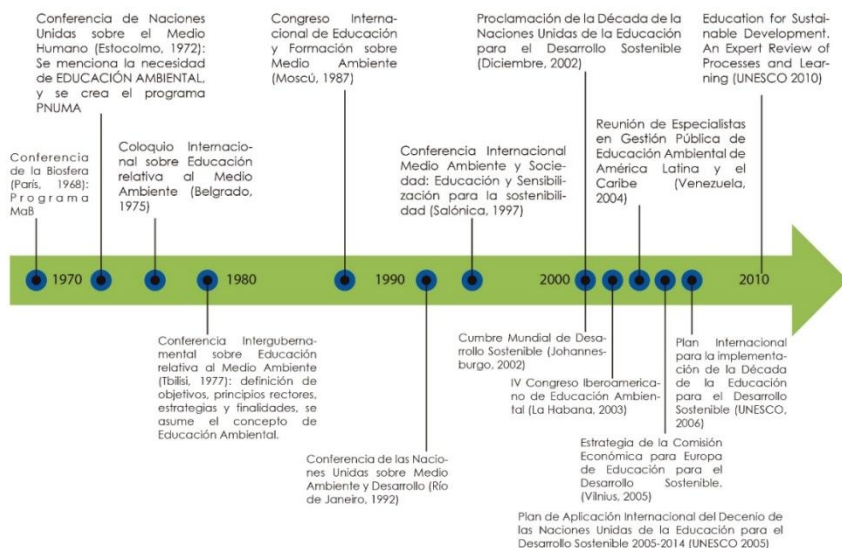 Conferencia de Naciones
Unidas sobre el Medio
Humano (Estocolmo, 1972):
Se menciona la necesidad
de EDUCACIÓN AMBIENTAL,
y se crea el programa
PNUMA
Congreso Interna-
cional de Educación
y Formación sobre
Medio Ambiente
(Moscú, 1987)
Proclamación de la Década de la
Naciones Unidas de la Educación
para el Desarrollo Sostenible
(Diciembre, 2002)
Education for Sustai-
nable Development.
An Expert Review of
Processes and Lear-
ning (UNESCO 2010)
Conferencia
de la Biosfera
(París, 1968):
Programa
MaB
Coloquio Internacio-
nal sobre Educación
relativa al Medio
Ambiente (Belgrado,
1975)
Conferencia Internacional
Medio Ambiente y Socie-
dad: Educación y Sensibi-
lización para la sostenibili-
dad (Salónica, 1997)
Reunión de Especialistas
en Gestión Pública de
Educación Ambiental de
América Latina y el
Caribe (Venezuela,
2004)
1970
1980
1990
2000
2010
Conferencia Interguberna-
mental sobre Educación
relativa al Medio Ambiente
(Tbilisi, 1977): definición de
objetivos, principios rectores,
estrategias y finalidades, se
asume el concepto de
Educación Ambiental.
Conferencia de las Nacio-
nes Unidas sobre Medio
Ambiente y Desarrollo (Río
de Janeiro, 1992)
Cumbre Mundial de Desa-
rrollo Sostenible (Johannes-
burgo, 2002)
IV Congreso Iberoamerica-
no de Educación Ambien-
tal (La Habana, 2003)
Estrategia de la Comisión
Económica para Europa
de Educación para el
Desarrollo Sostenible.
(Vilnius, 2005)
Plan Internacional
para la implementa-
ción de la Década
de la Educación
para el Desarrollo
Sostenible (UNESCO,
2006)
Plan de Aplicación Internacional del Decenio de
las Naciones Unidas de la Educación para el
Desarrollo Sostenible 2005-2014 (UNESCO 2005)